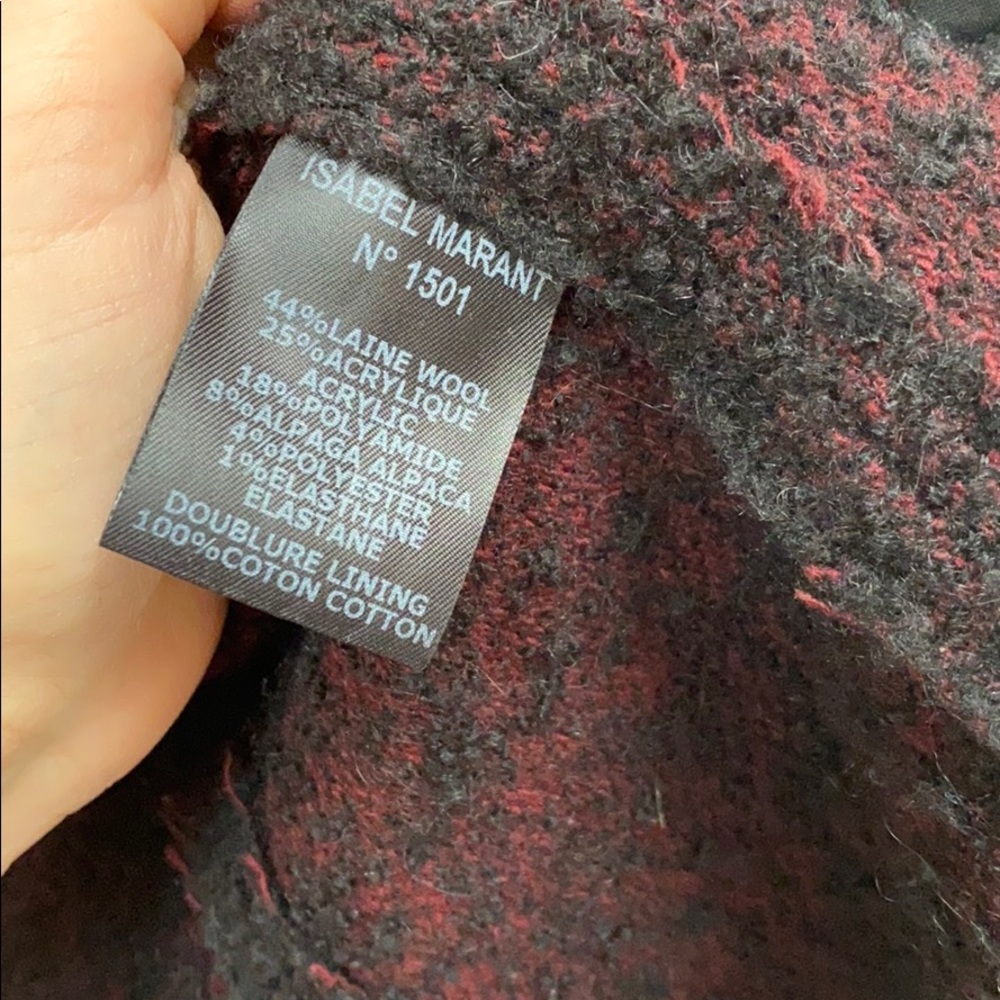 ISABEL MARANT
N° 1501
44%LAINE WOOL
25%ACRYLIQUE
ACRYLIC
18%POLYAMIDE
8%ALPAGA ALPACA
4%POLYESTER
1%ELASTHANE
ELASTANE
DOUBLURE LINING
100%COTON COTTON